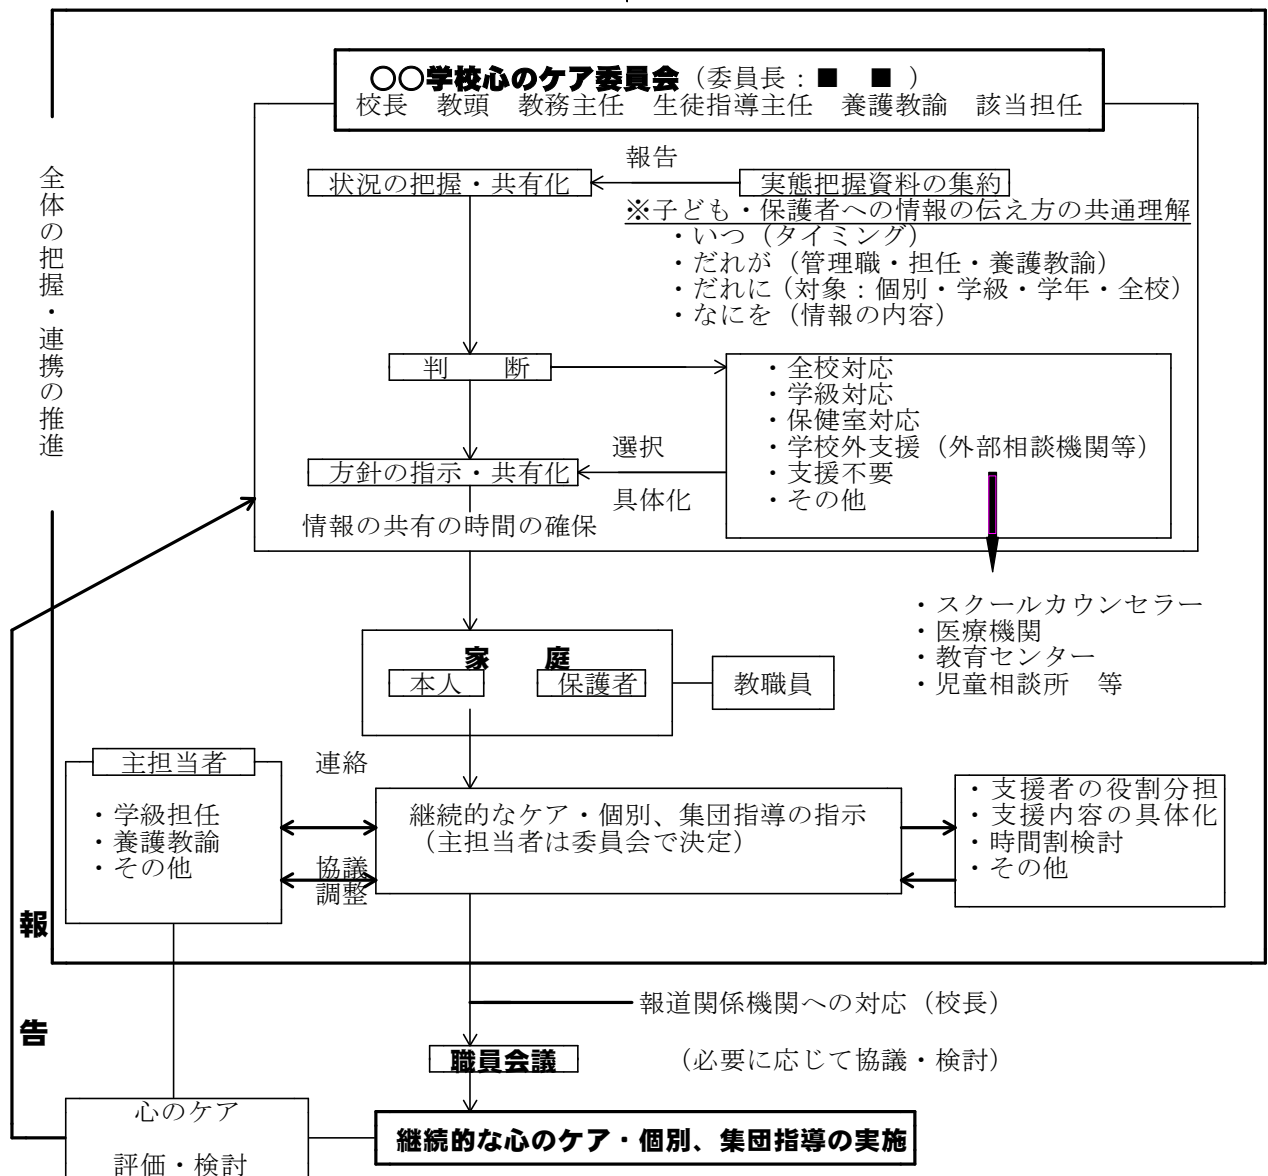 ○○学校心のケア委員会（委員長：■　■　）
校長　教頭　教務主任　生徒指導主任　養護教諭　該当担任
全体の把握・連携の推進
報告
状況の把握・共有化
実態把握資料の集約
※子ども・保護者への情報の伝え方の共通理解
・いつ（タイミング）
・だれが（管理職・担任・養護教諭）
・だれに（対象：個別・学級・学年・全校）
・なにを（情報の内容）
判　　断
・全校対応
・学級対応
・保健室対応
・学校外支援（外部相談機関等）
・支援不要
・その他
選択
方針の指示・共有化
具体化
情報の共有の時間の確保
・スクールカウンセラー
・医療機関
・教育センター
・児童相談所　等
家　　庭
本人
保護者
教職員
主担当者
・学級担任
・養護教諭
・その他
連絡
協議
調整
継続的なケア・個別、集団指導の指示
（主担当者は委員会で決定）
・支援者の役割分担
・支援内容の具体化
・時間割検討
・その他
報告
報道関係機関への対応（校長）
職員会議
（必要に応じて協議・検討）
心のケア
評価・検討
継続的な心のケア・個別、集団指導の実施